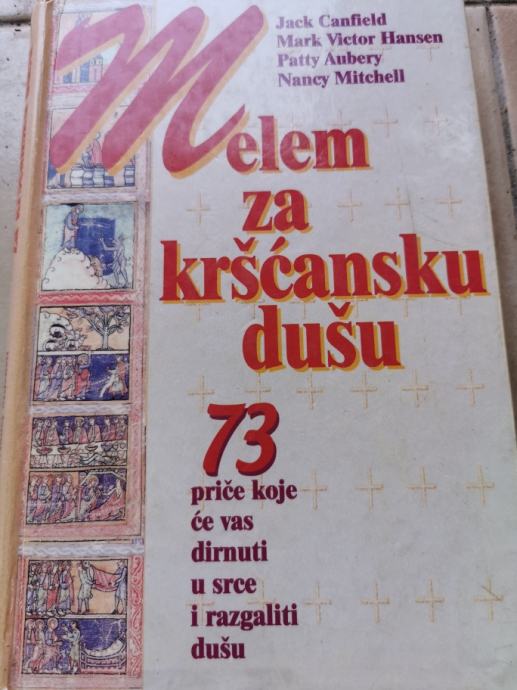 Jack Canfield
Mark Victor Hansen
Patty Aubery
Nancy Mitchell
Melem
za
kršćansku
dušu
73
priče koje
će vas
dirnuti
u srce
i razgaliti
dušu